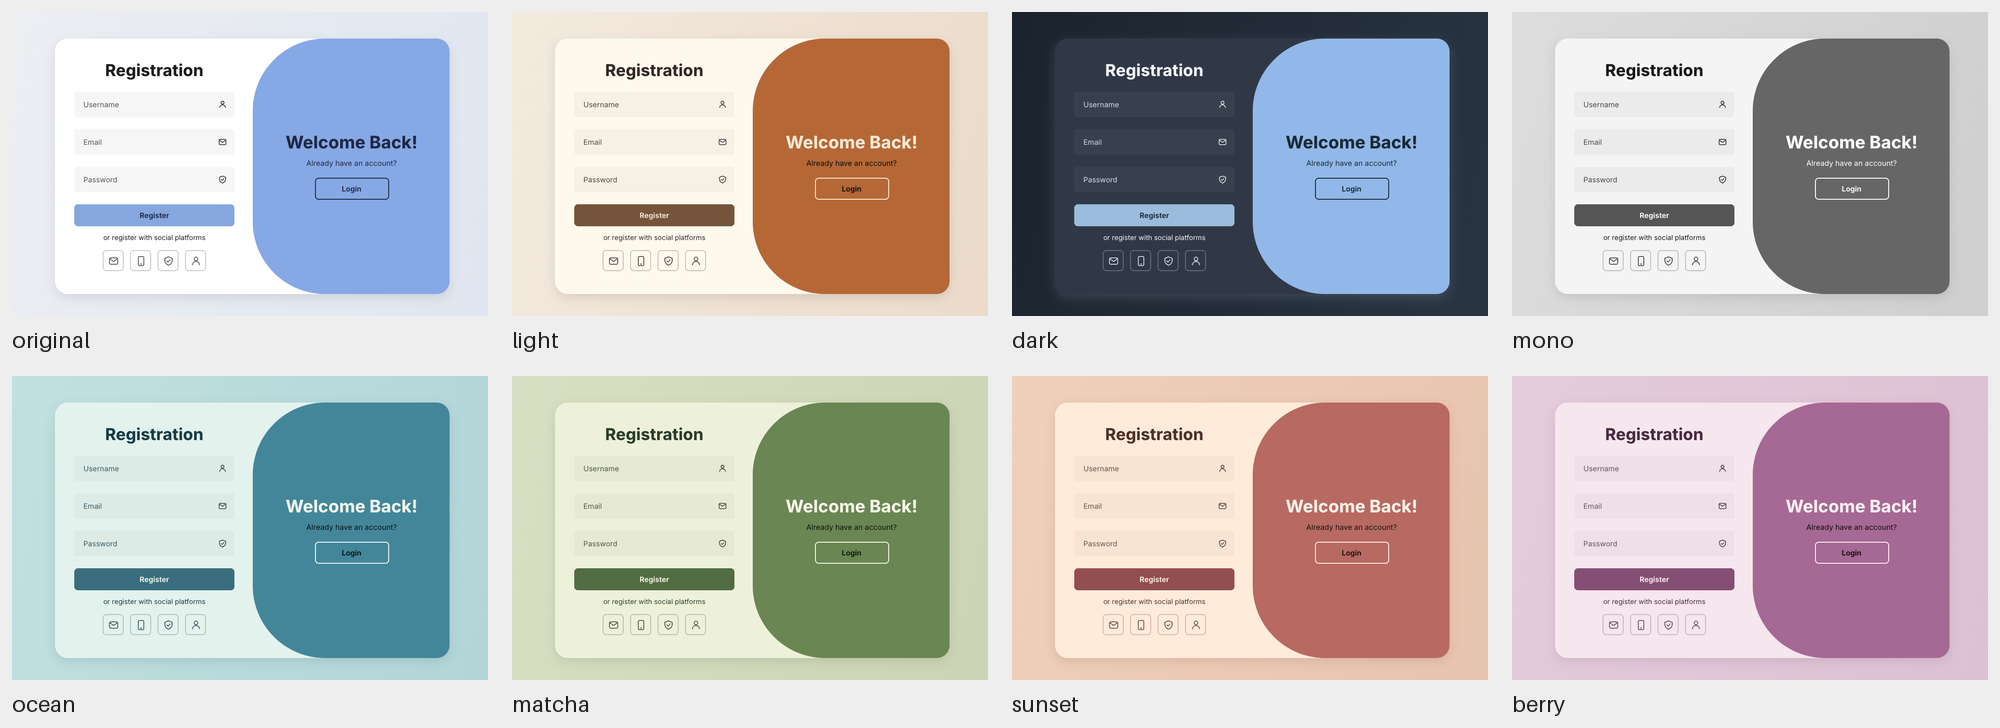 Registration
Username
Email
Password
Register
or register with social platforms
Welcome Back!
Already have an account?
Login
original
Registration
Username
Email
Password
Register
or register with social platforms
Welcome Back!
Already have an account?
Login
light
Registration
Username
Email
Password
Register
or register with social platforms
Welcome Back!
Already have an account?
Login
dark
Registration
Username
Email
Password
Register
or register with social platforms
Welcome Back!
Already have an account?
Login
mono
Registration
Username
Email
Password
Register
or register with social platforms
Welcome Back!
Already have an account?
Login
ocean
Registration
Username
Email
Password
Register
or register with social platforms
Welcome Back!
Already have an account?
Login
matcha
Registration
Username
Email
Password
Register
or register with social platforms
Welcome Back!
Already have an account?
Login
sunset
Registration
Username
Email
Password
Register
or register with social platforms
Welcome Back!
Already have an account?
Login
berry